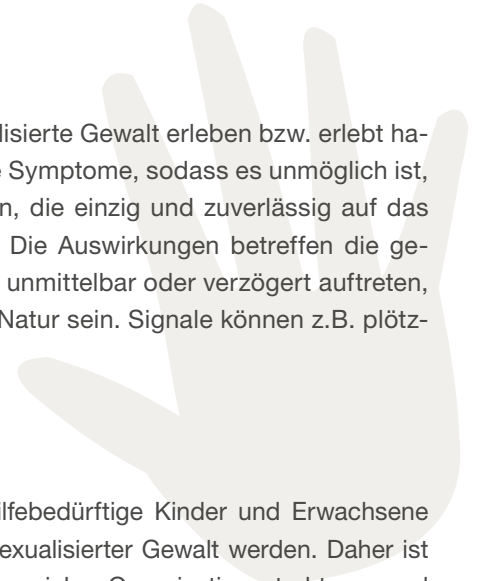 lisierte Gewalt erleben bzw. erlebt ha-
Symptome, sodass es unmöglich ist,
n, die einzig und zuverlässig auf das
Die Auswirkungen betreffen die ge-
unmittelbar oder verzögert auftreten,
Natur sein. Signale können z.B. plötz-
ilfebedürftige Kinder und Erwachsene
exualisierter Gewalt werden. Daher ist